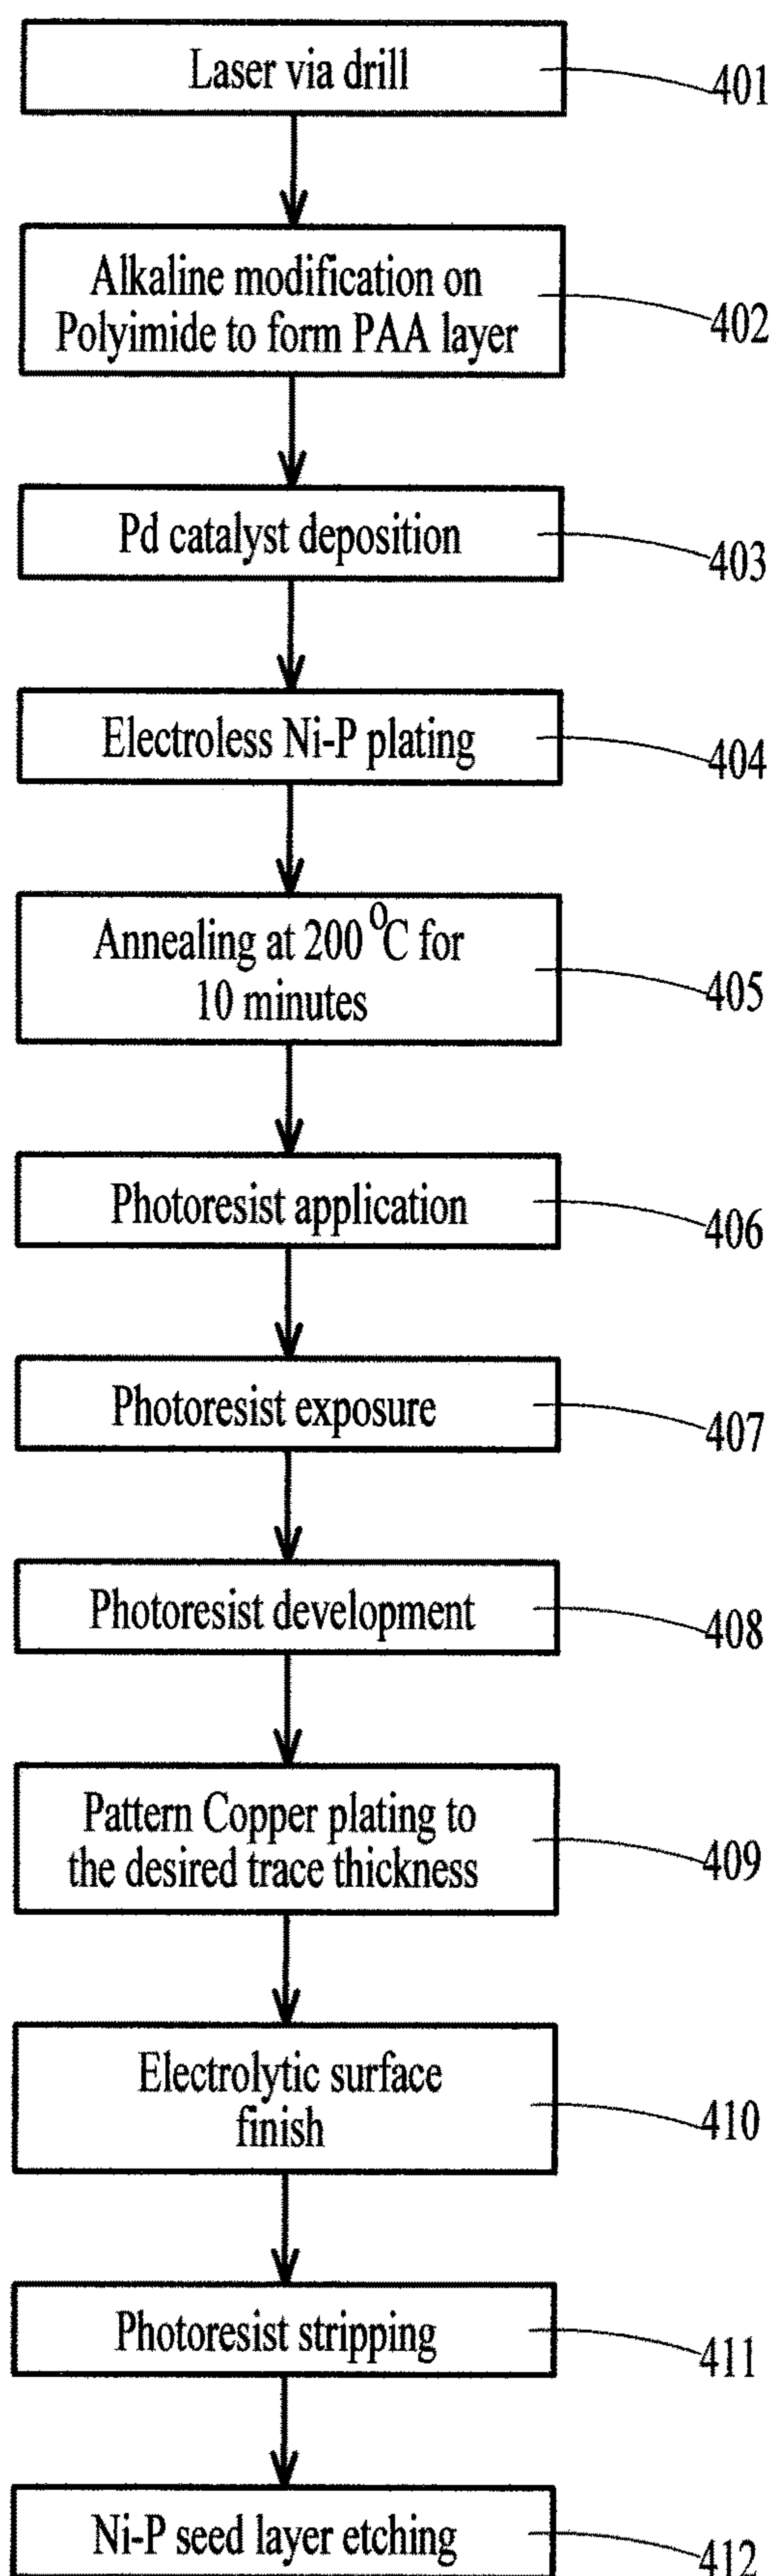 Laser via drill
401
Alkaline modification on
Polyimide to form PAA layer
402
Pd catalyst deposition
403
Electroless Ni-P plating
404
Annealing at 200 °C for
10 minutes
405
Photoresist application
406
Photoresist exposure
407
Photoresist development
408
Pattern Copper plating to
the desired trace thickness
409
Electrolytic surface
finish
410
Photoresist stripping
411
Ni-P seed layer etching
412